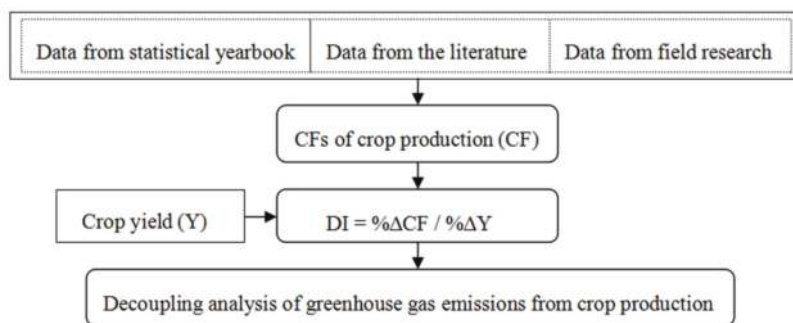 Data from statistical yearbook
Data from the literature
Data from field research
CFs of crop production (CF)
Crop yield (Y)
DI = %ΔCF / %ΔY
Decoupling analysis of greenhouse gas emissions from crop production